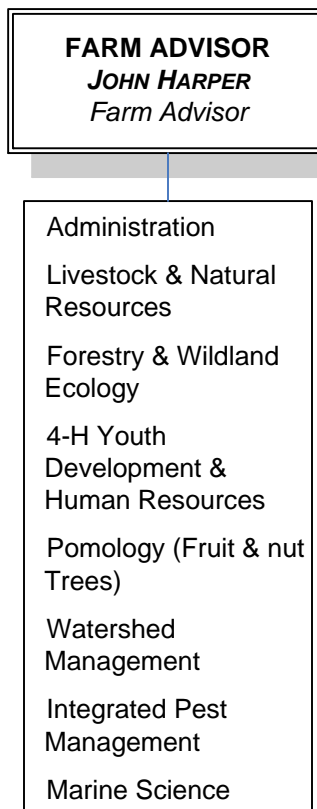 FARM ADVISOR
JOHN HARPER
Farm Advisor
Administration
Livestock & Natural
Resources
Forestry & Wildland
Ecology
4-H Youth
Development &
Human Resources
Pomology (Fruit & nut
Trees)
Watershed
Management
Integrated Pest
Management
Marine Science